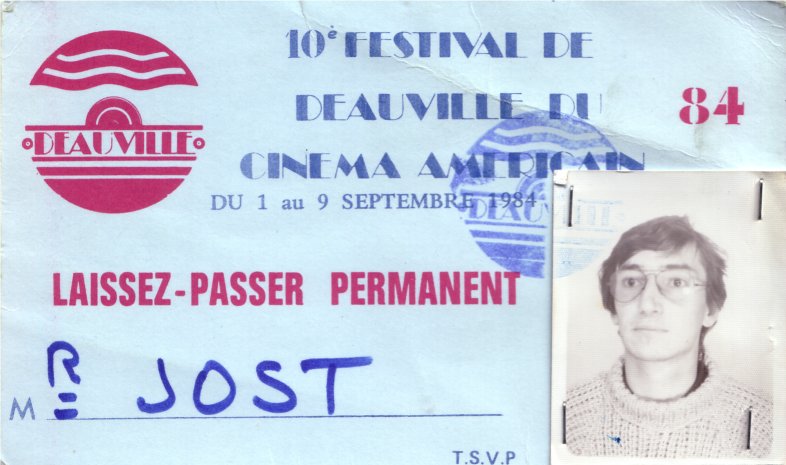 10e FESTIVAL DE
DEAUVILLE DU
84
DEAUVILLE
CINEMA AMERICAIN
DU 1 au 9 SEPTEMBRE 1984
DEAUVILLE
LAISSEZ-PASSER PERMANENT
M RE JOST
T.S.V.P